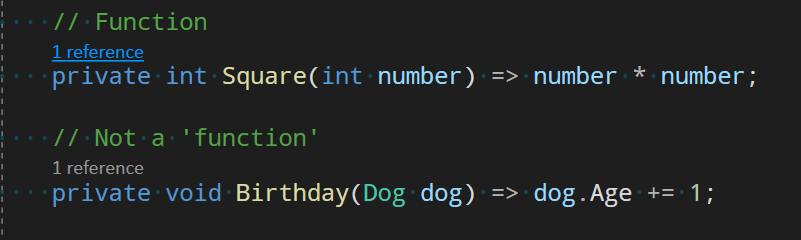 // Function
1 reference
private int Square(int number) => number * number;
// Not a 'function'
1 reference
private void Birthday(Dog dog) => dog.Age += 1;